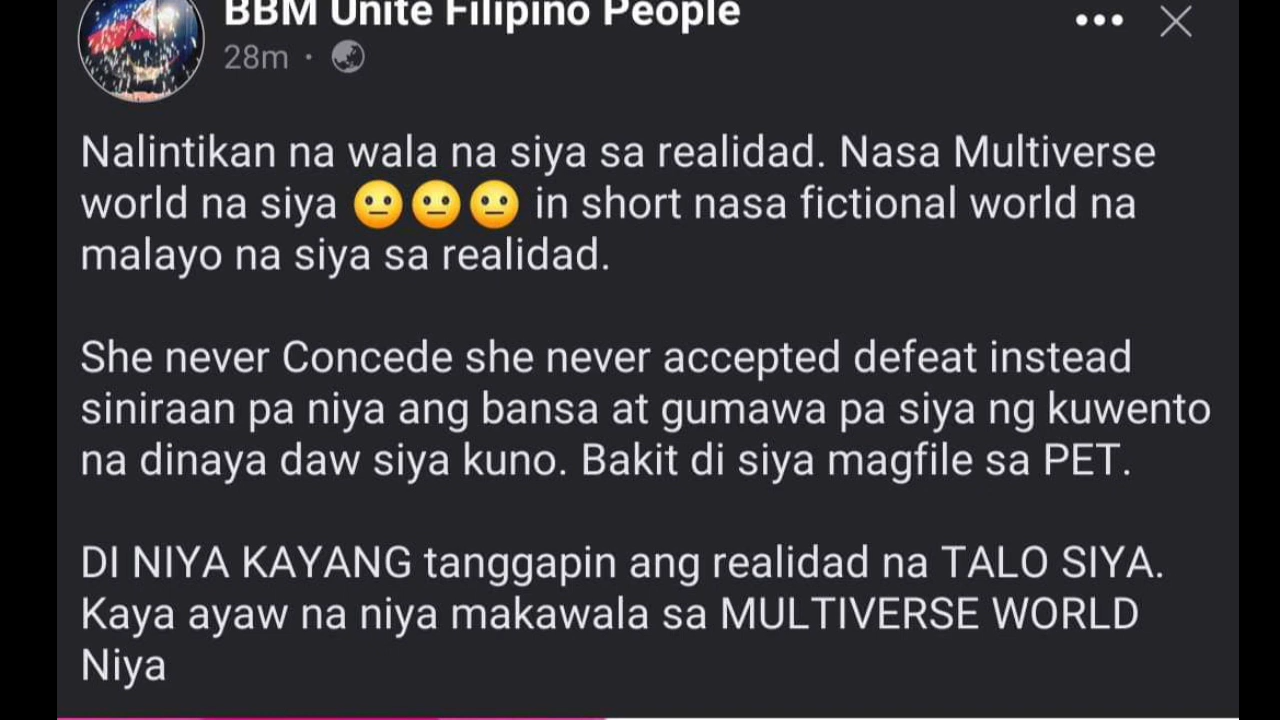 BBM Unite Filipino People
28m ·
Nalintikan na wala na siya sa realidad. Nasa Multiverse
world na siya 😐😐😐 in short nasa fictional world na
malayo na siya sa realidad.
She never Concede she never accepted defeat instead
siniraan pa niya ang bansa at gumawa pa siya ng kuwento
na dinaya daw siya kuno. Bakit di siya magfile sa PET.
DI NIYA KAYANG tanggapin ang realidad na TALO SIYA.
Kaya ayaw na niya makawala sa MULTIVERSE WORLD
Niya